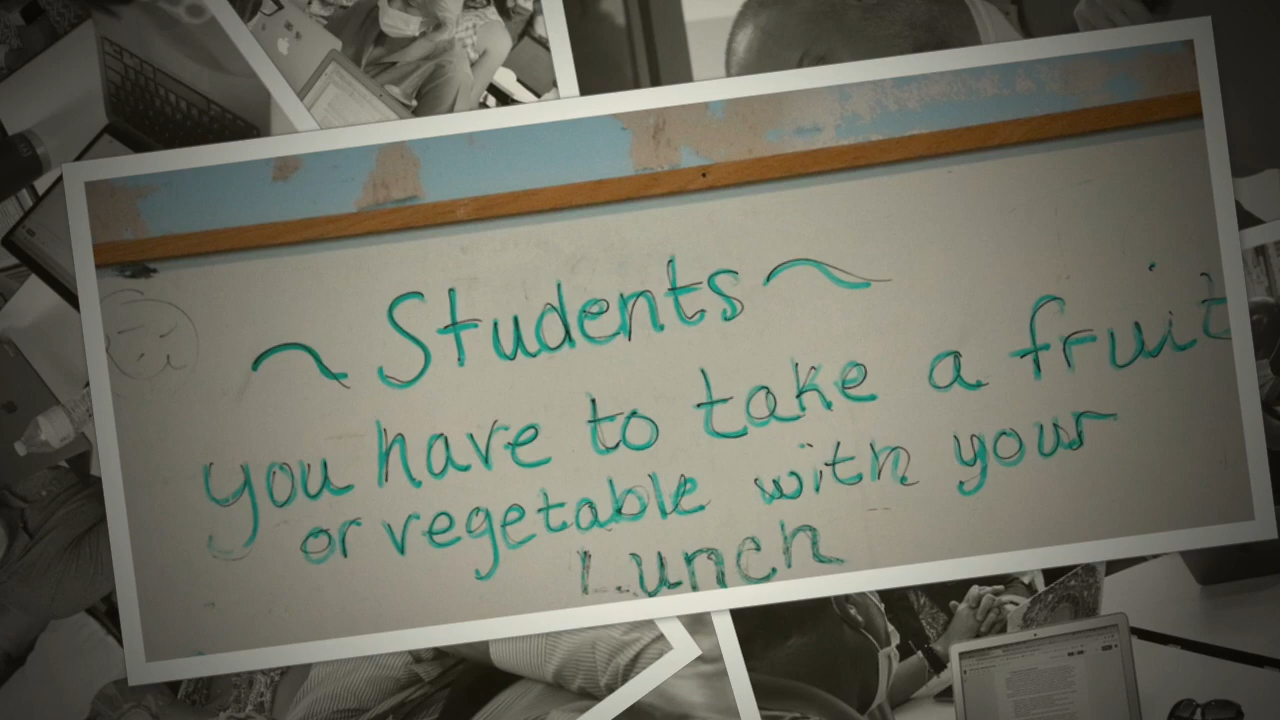 ~ Students ~
you have to take a fruit
or vegetable with your
Lunch